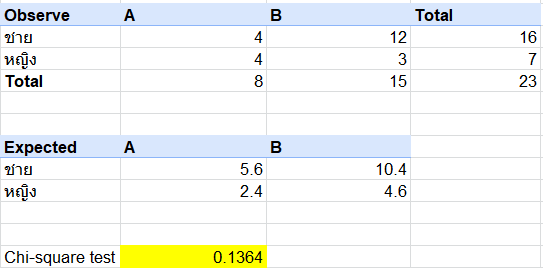 Observe A B Total
ชาย 4 12 16
หญิง 4 3 7
Total 8 15 23
Expected A B
ชาย 5.6 10.4
หญิง 2.4 4.6
Chi-square test 0.1364